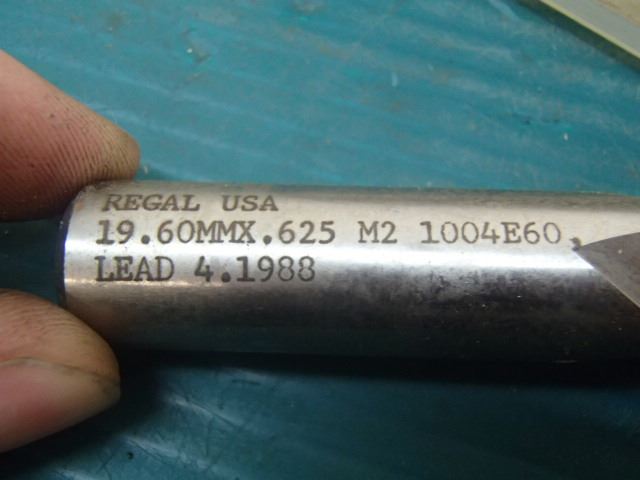 REGAL USA
19.60MMX.625 M2 1004E60,
LEAD 4.1988